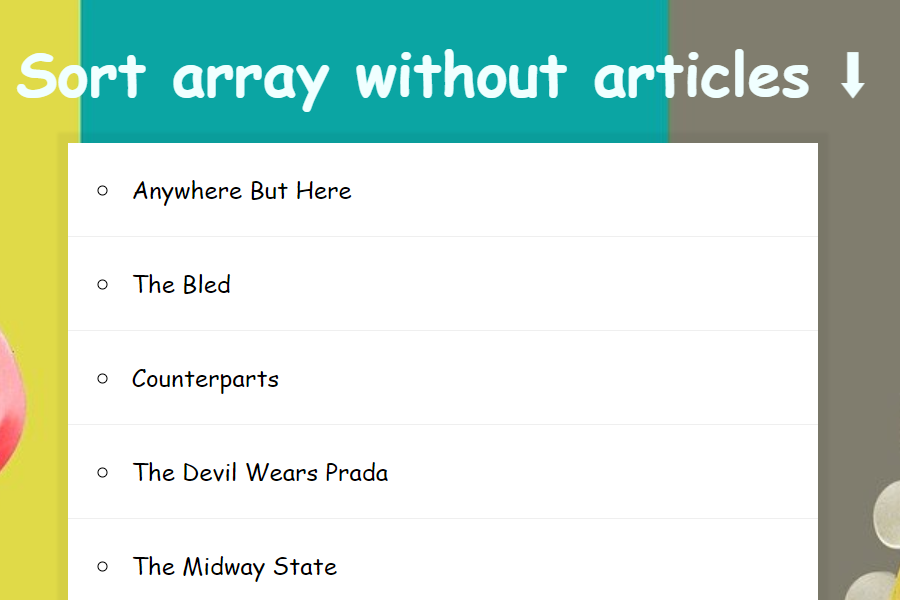 Sort array without articles ⬇
Anywhere But Here
The Bled
Counterparts
The Devil Wears Prada
The Midway State